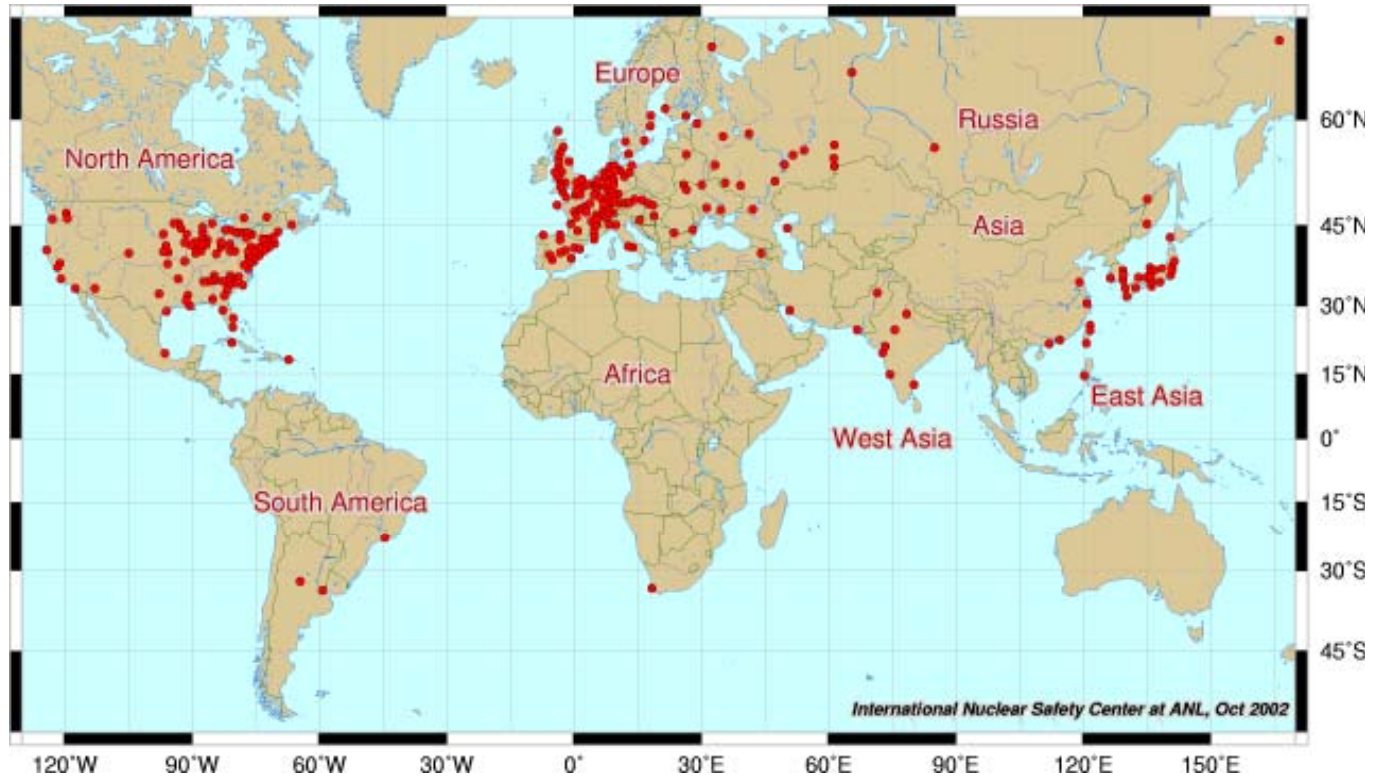 Europe
Russia
60°N
North America
Asia
45°N
30°N
Africa
15°N
East Asia
West Asia
0°
South America
15°S
30°S
45°S
International Nuclear Safety Center at ANL, Oct 2002
120°W
90°W
60°W
30°W
0°
30°E
60°E
90°E
120°E
150°E